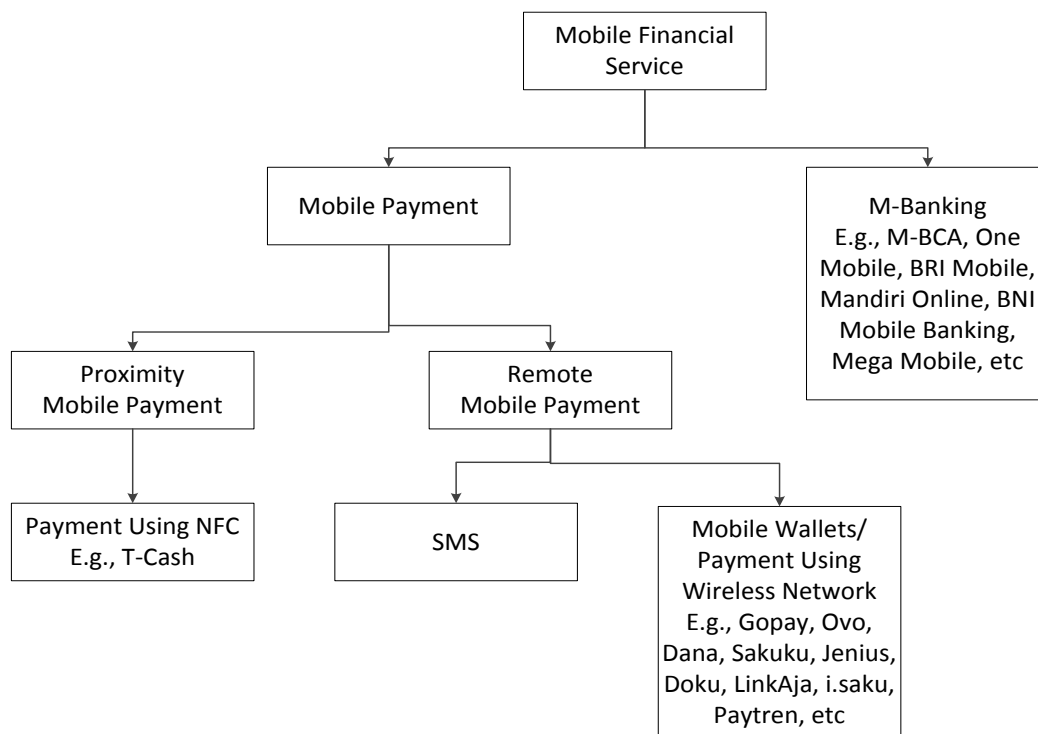 Mobile Financial
Service
Mobile Payment
M-Banking
E.g., M-BCA, One
Mobile, BRI Mobile,
Mandiri Online, BNI
Mobile Banking,
Mega Mobile, etc
Proximity
Mobile Payment
Remote
Mobile Payment
Payment Using NFC
E.g., T-Cash
SMS
Mobile Wallets/
Payment Using
Wireless Network
E.g., Gopay, Ovo,
Dana, Sakuku, Jenius,
Doku, LinkAja, i.saku,
Paytren, etc